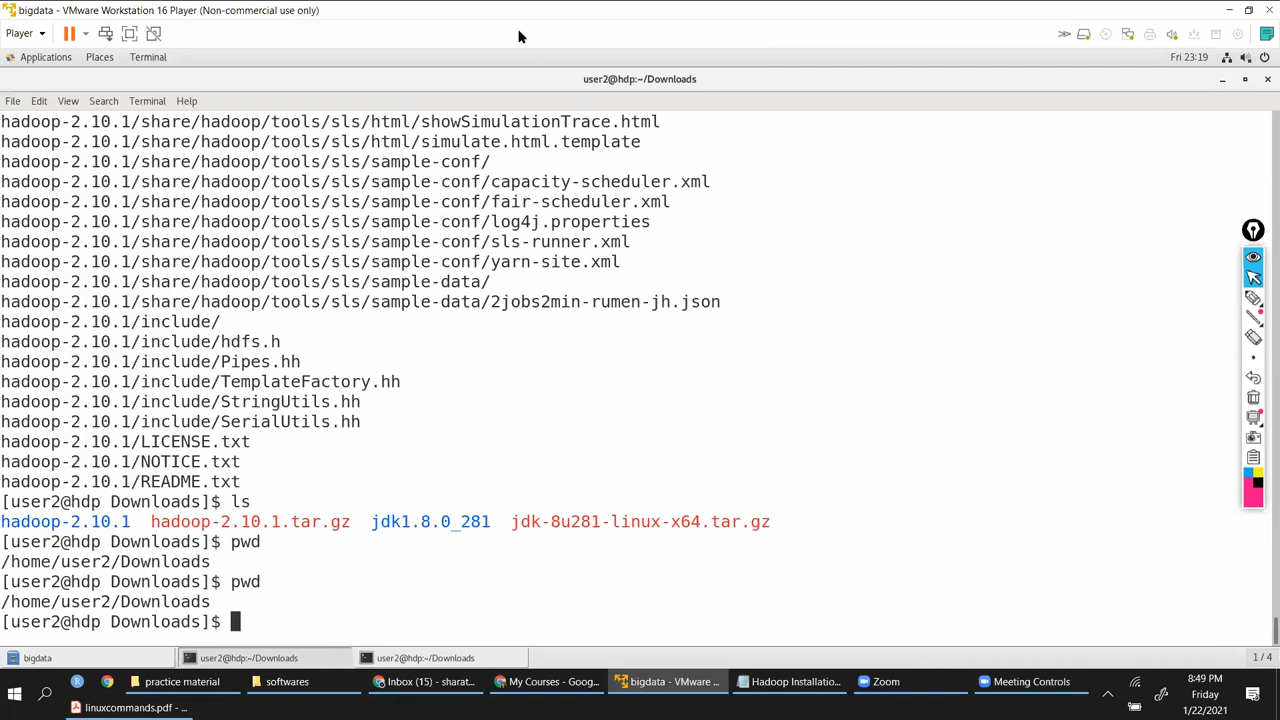 bigdata - VMware Workstation 16 Player (Non-commercial use only)
Player
Applications Places Terminal Fri 23:19
user2@hdp:~/Downloads
File Edit View Search Terminal Help
hadoop-2.10.1/share/hadoop/tools/sls/html/showSimulationTrace.html
hadoop-2.10.1/share/hadoop/tools/sls/html/simulate.html.template
hadoop-2.10.1/share/hadoop/tools/sls/sample-conf/
hadoop-2.10.1/share/hadoop/tools/sls/sample-conf/capacity-scheduler.xml
hadoop-2.10.1/share/hadoop/tools/sls/sample-conf/fair-scheduler.xml
hadoop-2.10.1/share/hadoop/tools/sls/sample-conf/log4j.properties
hadoop-2.10.1/share/hadoop/tools/sls/sample-conf/sls-runner.xml
hadoop-2.10.1/share/hadoop/tools/sls/sample-conf/yarn-site.xml
hadoop-2.10.1/share/hadoop/tools/sls/sample-data/
hadoop-2.10.1/share/hadoop/tools/sls/sample-data/2jobs2min-rumen-jh.json
hadoop-2.10.1/include/
hadoop-2.10.1/include/hdfs.h
hadoop-2.10.1/include/Pipes.hh
hadoop-2.10.1/include/TemplateFactory.hh
hadoop-2.10.1/include/StringUtils.hh
hadoop-2.10.1/include/SerialUtils.hh
hadoop-2.10.1/LICENSE.txt
hadoop-2.10.1/NOTICE.txt
hadoop-2.10.1/README.txt
[user2@hdp Downloads]$ ls
hadoop-2.10.1 hadoop-2.10.1.tar.gz jdk1.8.0_281 jdk-8u281-linux-x64.tar.gz
[user2@hdp Downloads]$ pwd
/home/user2/Downloads
[user2@hdp Downloads]$ pwd
/home/user2/Downloads
[user2@hdp Downloads]$
bigdata user2@hdp:~/Downloads user2@hdp:~/Downloads 1 / 4
practice material softwares Inbox (15) - sharat... My Courses - Goog... bigdata - VMware ... Hadoop Installatio... Zoom Meeting Controls
8:49 PM
Friday
1/22/2021
linuxcommands.pdf - ...